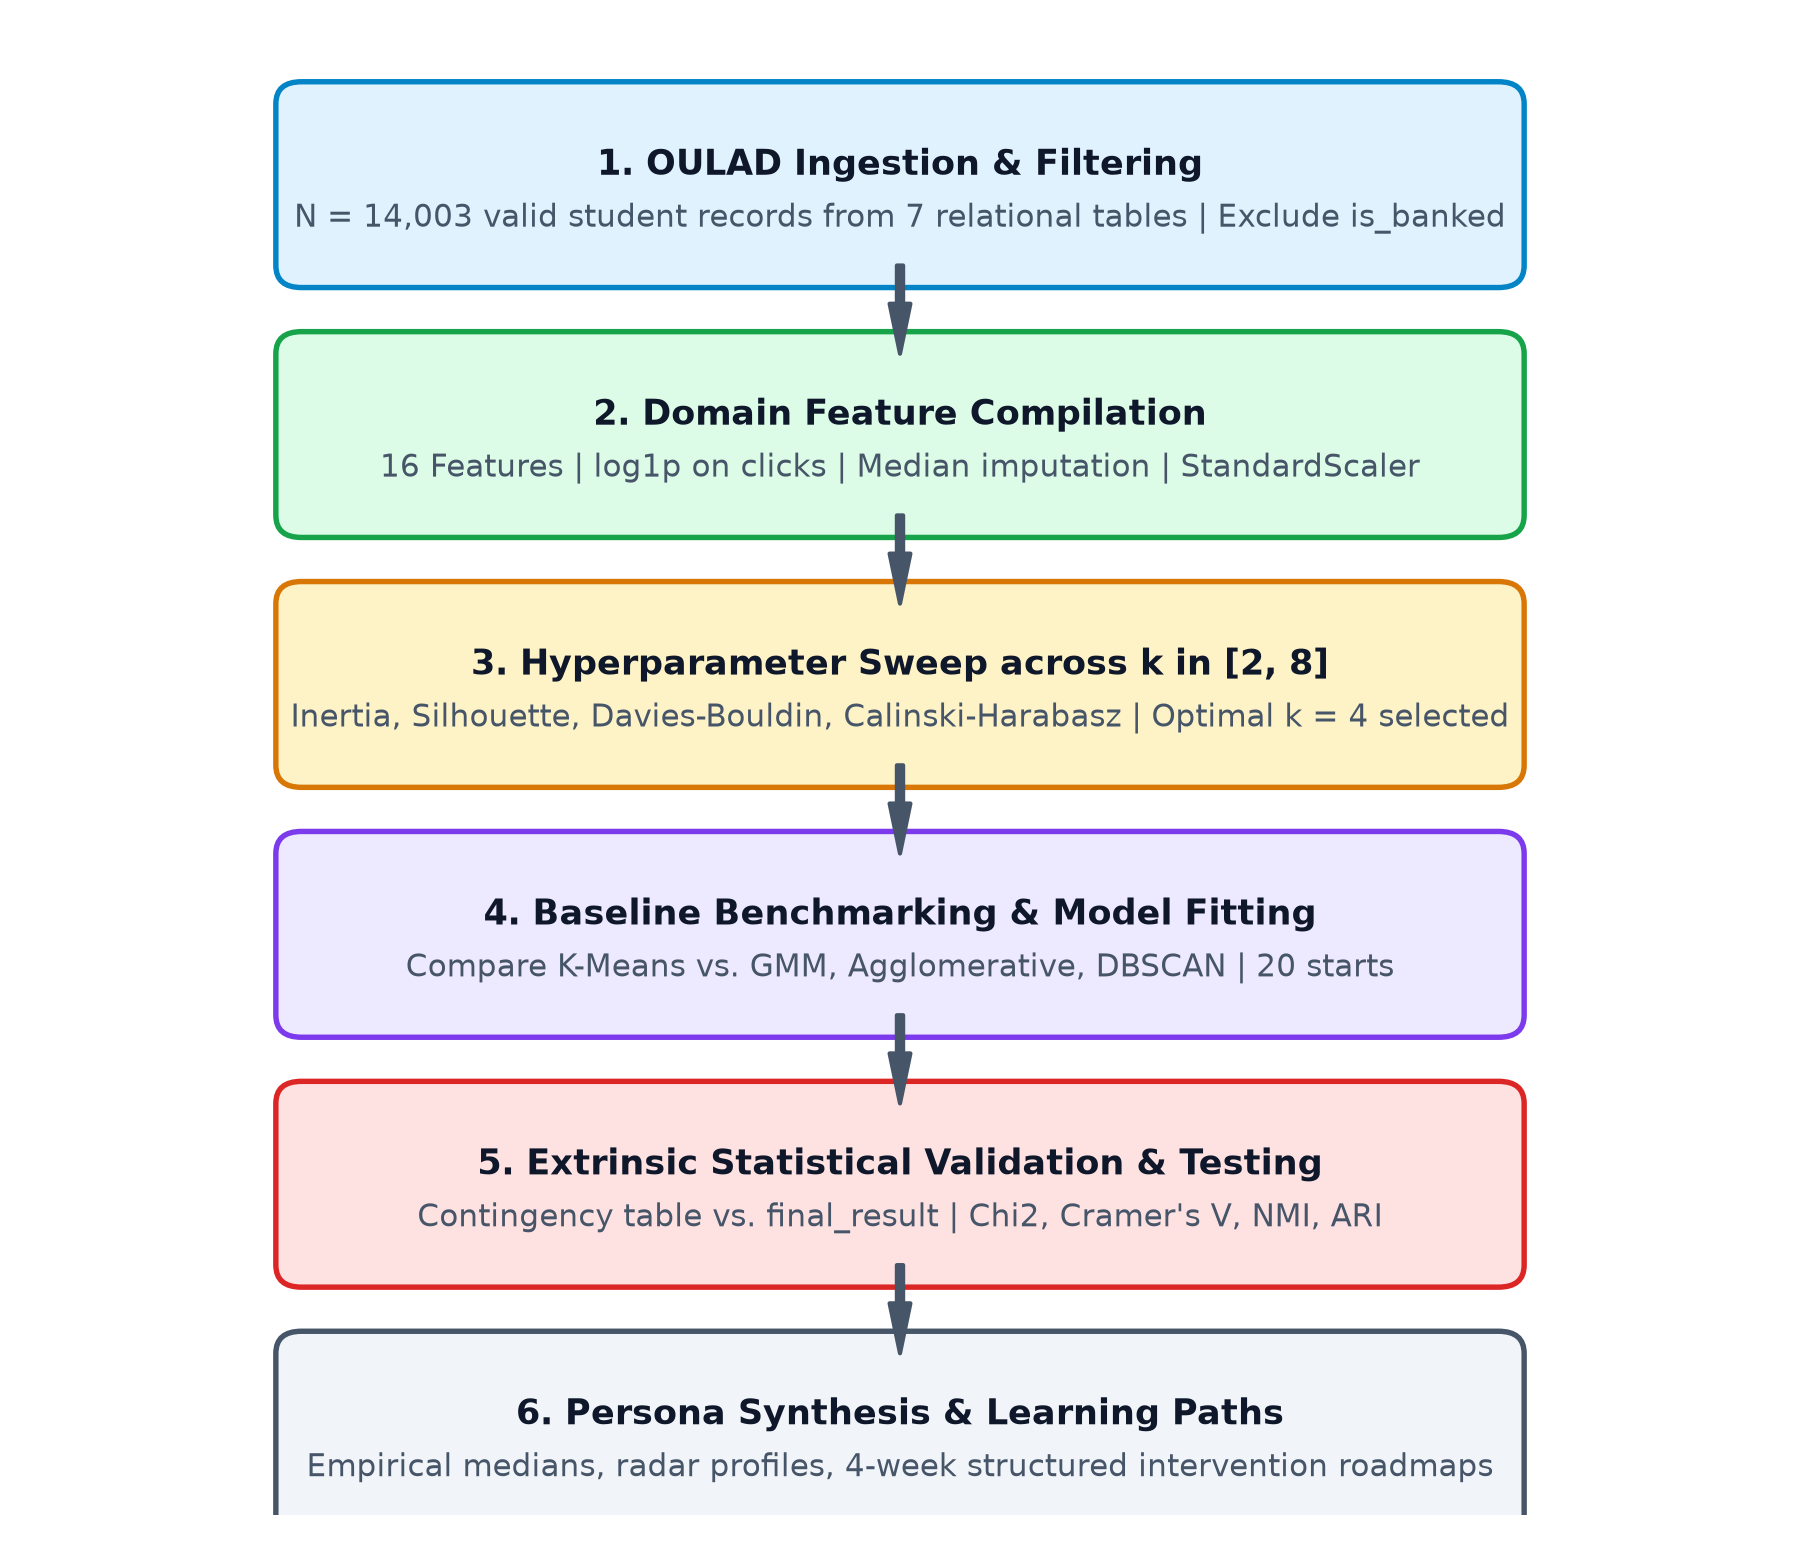 1. OULAD Ingestion & Filtering
N = 14,003 valid student records from 7 relational tables | Exclude is_banked
2. Domain Feature Compilation
16 Features | log1p on clicks | Median imputation | StandardScaler
3. Hyperparameter Sweep across k in [2, 8]
Inertia, Silhouette, Davies-Bouldin, Calinski-Harabasz | Optimal k = 4 selected
4. Baseline Benchmarking & Model Fitting
Compare K-Means vs. GMM, Agglomerative, DBSCAN | 20 starts
5. Extrinsic Statistical Validation & Testing
Contingency table vs. final_result | Chi2, Cramer's V, NMI, ARI
6. Persona Synthesis & Learning Paths
Empirical medians, radar profiles, 4-week structured intervention roadmaps